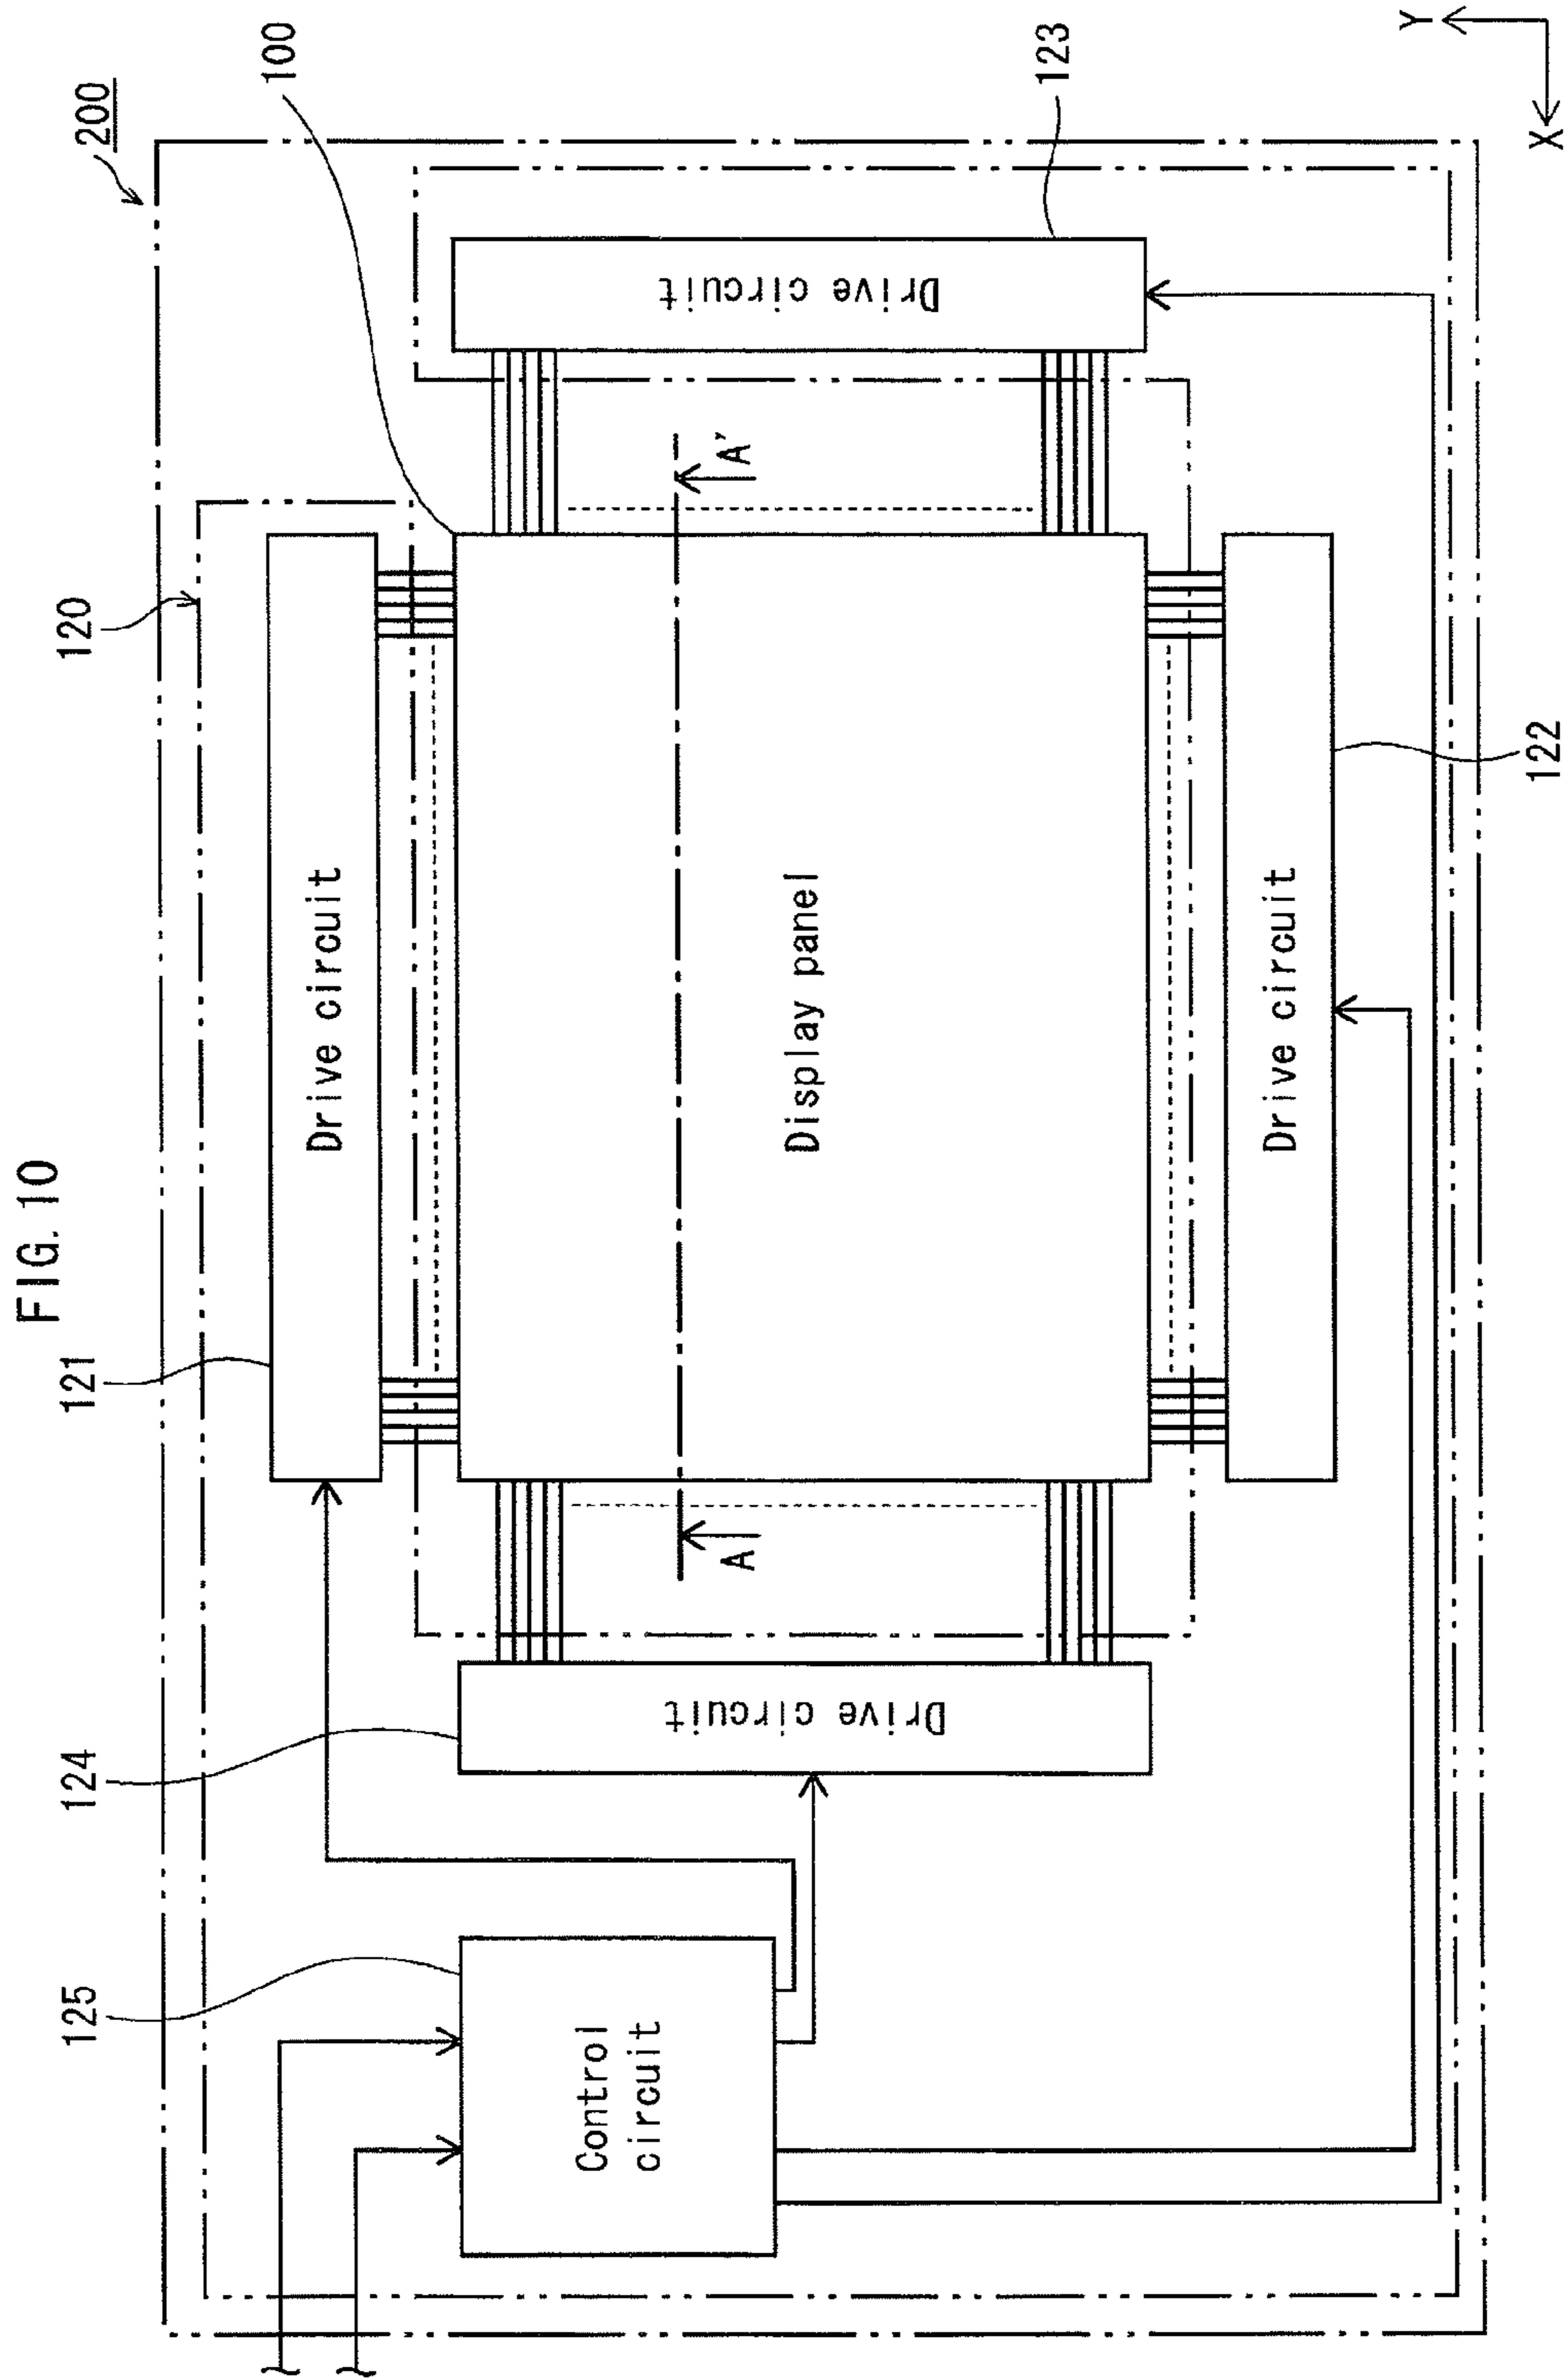 FIG. 10
125
124
121
120
200
100
Drive circuit
Control
circuit
A
A'
Drive circuit
Display panel
Drive circuit
123
Drive circuit
Y
122
X